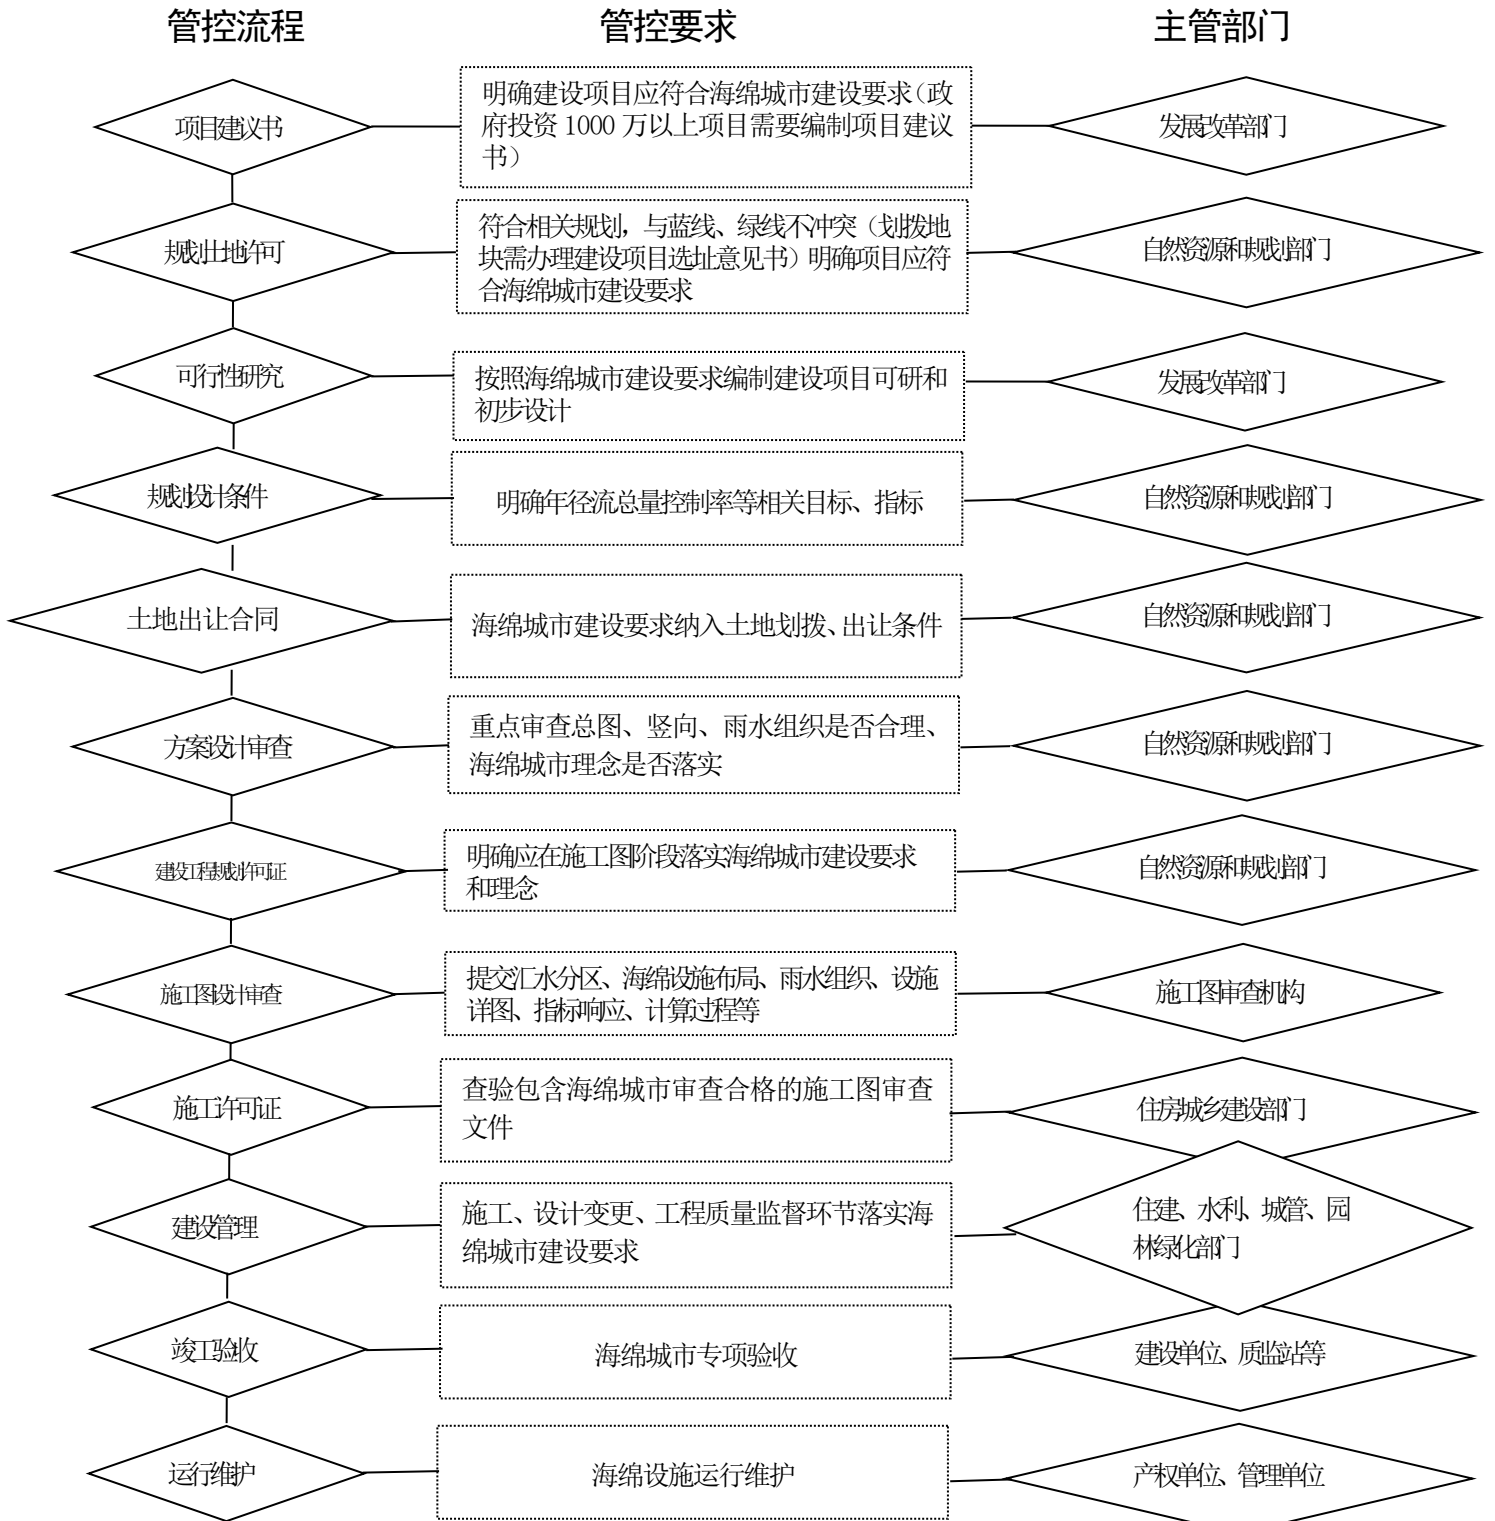 管控流程
管控要求
主管部门
项目建议书
明确建设项目应符合海绵城市建设要求（政
府投资 1000 万以上项目需要编制项目建议
书）
发展改革部门
规划土地许可
符合相关规划，与蓝线、绿线不冲突（划拨地
块需办理建设项目选址意见书）明确项目应符
合海绵城市建设要求
自然资源和规划部门
可行性研究
按照海绵城市建设要求编制建设项目可研和
初步设计
发展改革部门
规划设计条件
明确年径流总量控制率等相关目标、指标
自然资源和规划部门
土地出让合同
海绵城市建设要求纳入土地划拨、出让条件
自然资源和规划部门
方案设计审查
重点审查总图、竖向、雨水组织是否合理、
海绵城市理念是否落实
自然资源和规划部门
建设工程规划许可证
明确应在施工图阶段落实海绵城市建设要求
和理念
自然资源和规划部门
施工图设计审查
提交汇水分区、海绵设施布局、雨水组织、设施
详图、指标响应、计算过程等
施工图审查机构
施工许可证
查验包含海绵城市审查合格的施工图审查
文件
住房城乡建设部门
建设管理
施工、设计变更、工程质量监督环节落实海
绵城市建设要求
住建、水利、城管、园
林绿化部门
竣工验收
海绵城市专项验收
建设单位、质监站等
运行维护
海绵设施运行维护
产权单位、管理单位